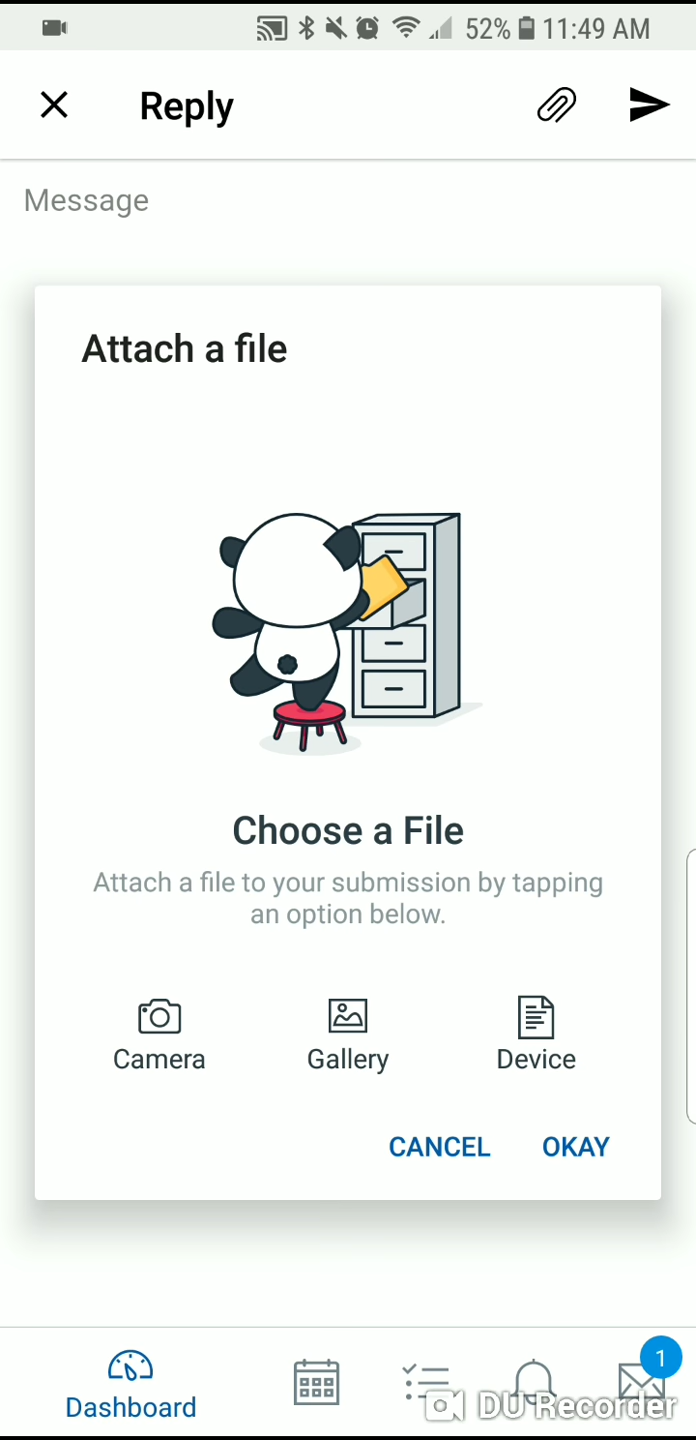 52% 11:49 AM
Reply
Message
Attach a file
Choose a File
Attach a file to your submission by tapping
an option below.
Camera Gallery Device
CANCEL OKAY
1
Dashboard
DU Recorder